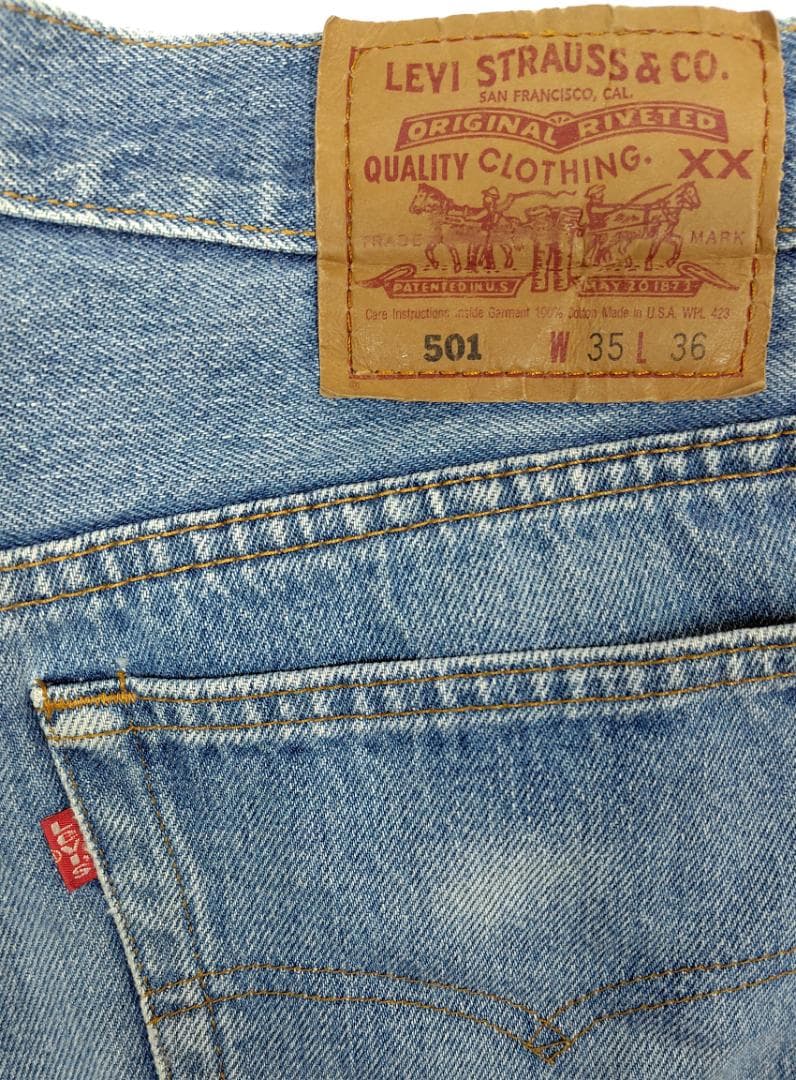 LEVI STRAUSS & CO.
SAN FRANCISCO, CAL.
ORIGINAL RIVETED
QUALITY CLOTHING. XX
TRADE MARK
PATENTED IN U.S. MAY 20 1873
Care Instructions inside Garment 100% Cotton Made in U.S.A. WPL 423
501 W 35 L 36
LEVI'S